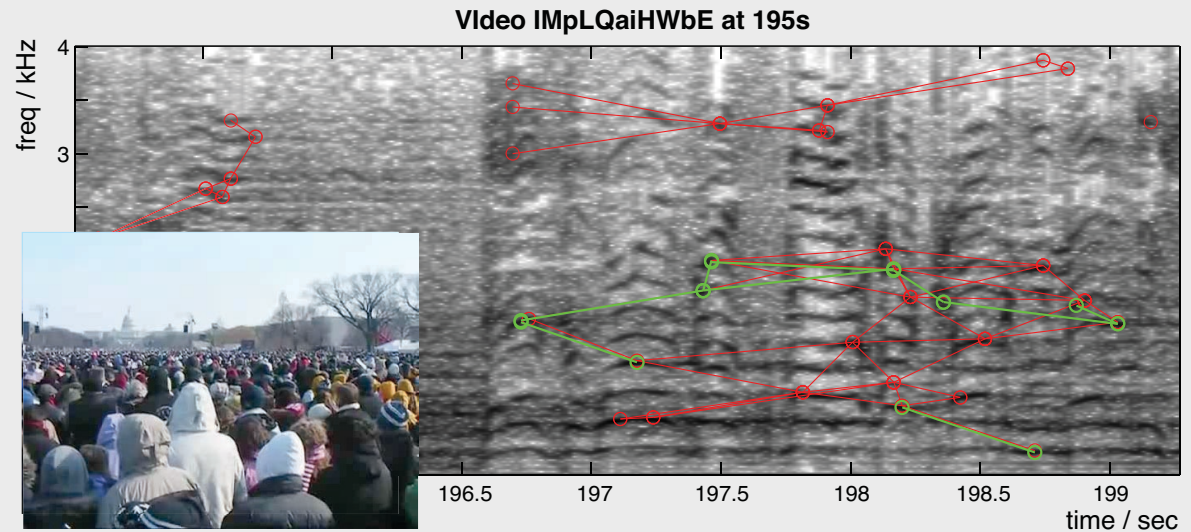 VIdeo IMpLQaiHWbE at 195s
freq / kHz
4
3
196.5 197 197.5 198 198.5 199
time / sec